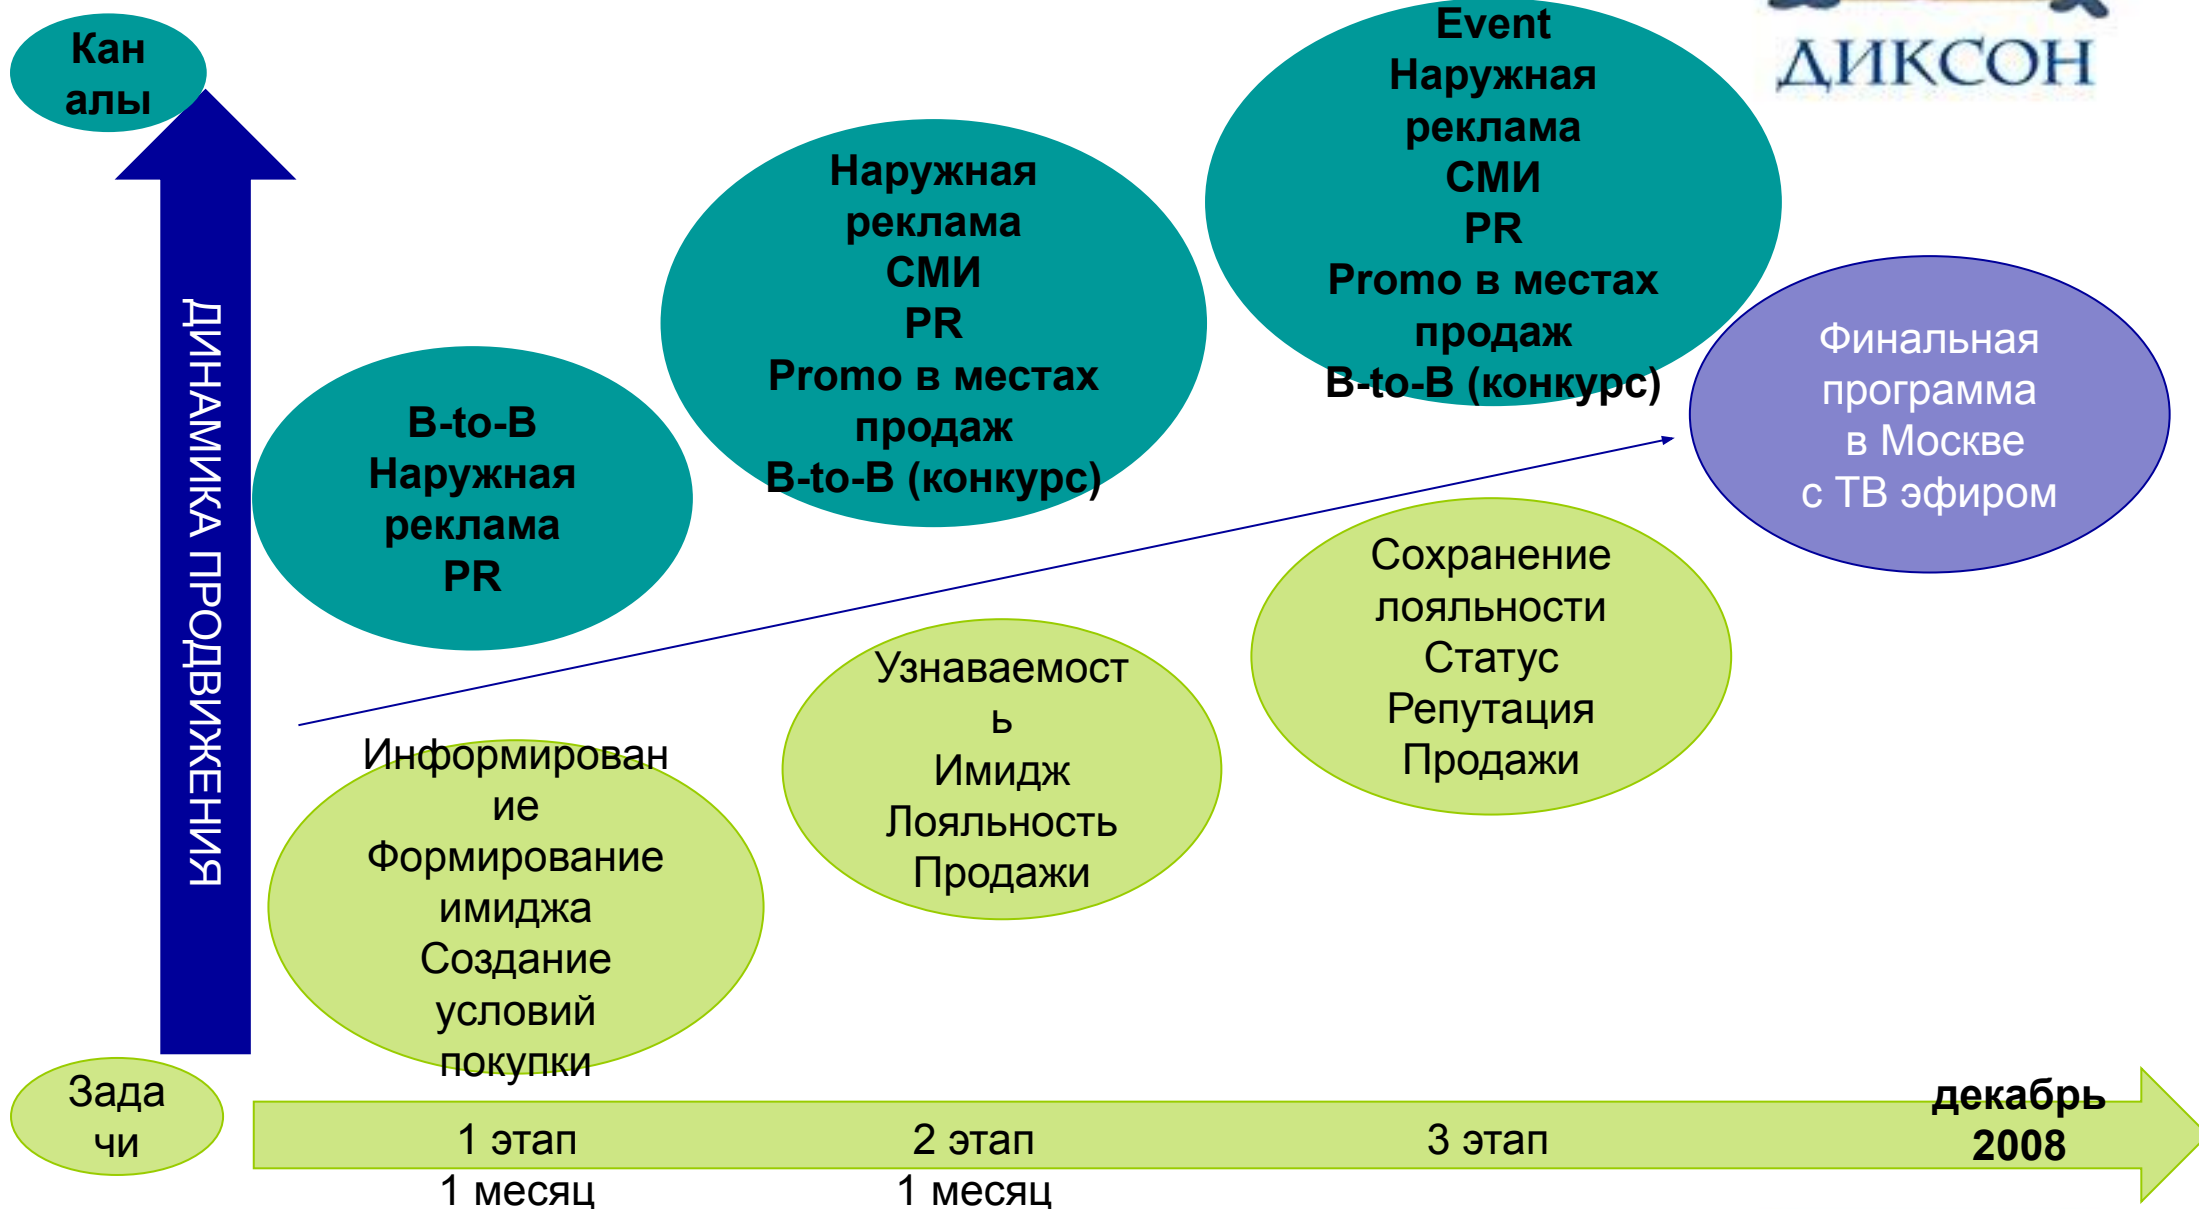 Кан
алы
ДИКСОН
ДИНАМИКА ПРОДВИЖЕНИЯ
B-to-B
Наружная
реклама
PR
Наружная
реклама
СМИ
PR
Promo в местах
продаж
B-to-B (конкурс)
Event
Наружная
реклама
СМИ
PR
Promo в местах
продаж
B-to-B (конкурс)
Финальная
программа
в Москве
с ТВ эфиром
Информирован
ие
Формирование
имиджа
Создание
условий
покупки
Узнаваемост
ь
Имидж
Лояльность
Продажи
Сохранение
лояльности
Статус
Репутация
Продажи
Зада
чи
1 этап
1 месяц
2 этап
1 месяц
3 этап
декабрь
2008